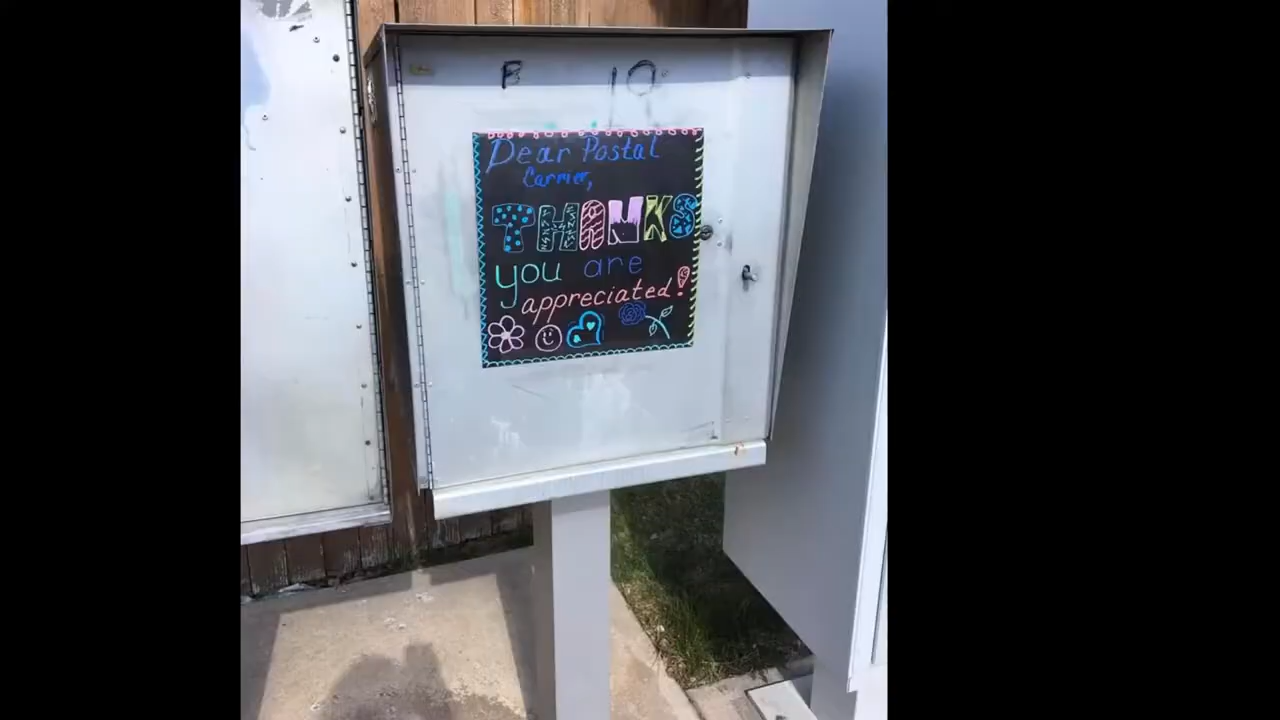 F 10
Dear Postal
Carrier,
THANKS
you are
appreciated!